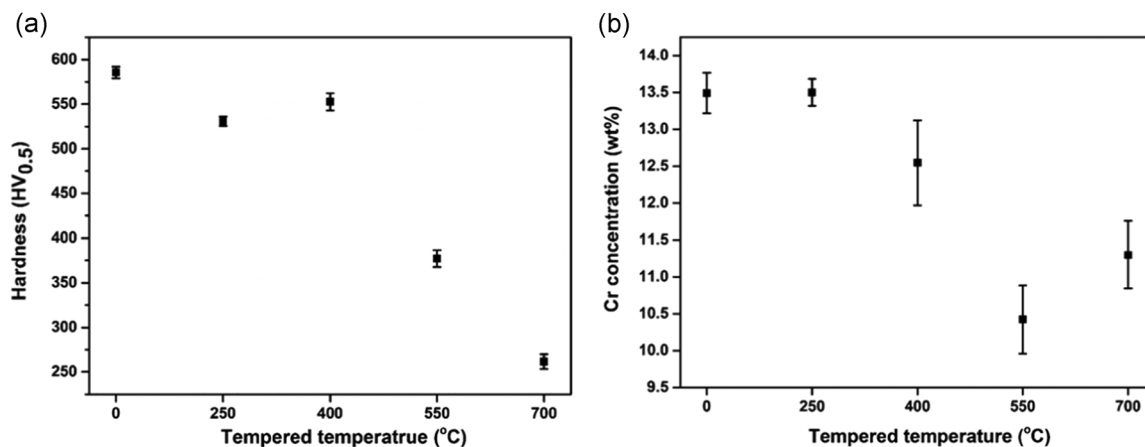 (a)
600
550
500
450
400
350
300
250
Hardness (HV0.5)
0 250 400 550 700
Tempered temperatrue (°C)
(b)
14.0
13.5
13.0
12.5
12.0
11.5
11.0
10.5
10.0
9.5
Cr concentration (wt%)
0 250 400 550 700
Tempered temperature (°C)